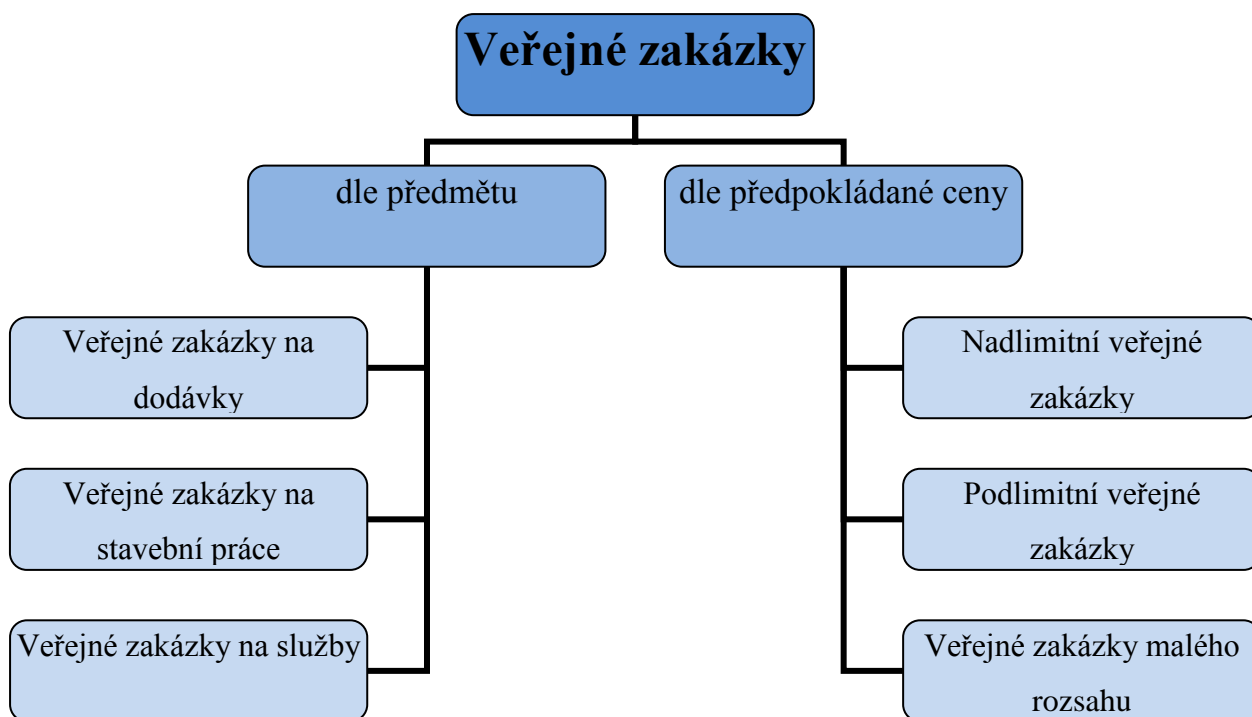 Veřejné zakázky
dle předmětu
dle předpokládané ceny
Veřejné zakázky na
dodávky
Veřejné zakázky na
stavební práce
Veřejné zakázky na služby
Nadlimitní veřejné
zakázky
Podlimitní veřejné
zakázky
Veřejné zakázky malého
rozsahu